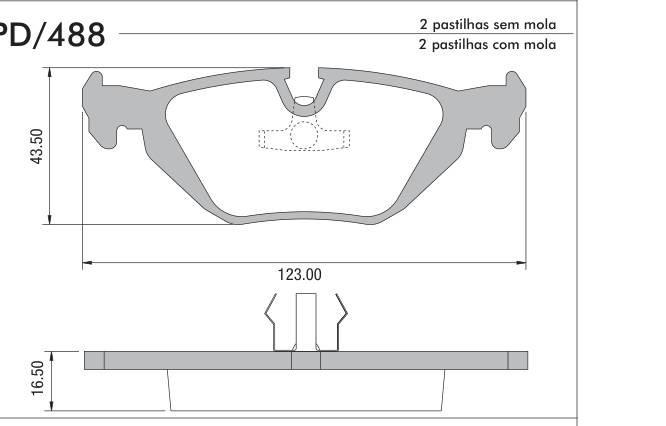 PD/488
2 pastilhas sem mola
2 pastilhas com mola
43.50
123.00
16.50